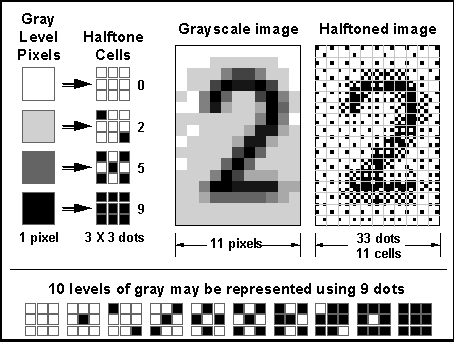 Gray
Level
Pixels
Halftone
Cells
Grayscale image
Halftoned image
0
2
5
9
1 pixel
3 X 3 dots
11 pixels
33 dots
11 cells
10 levels of gray may be represented using 9 dots